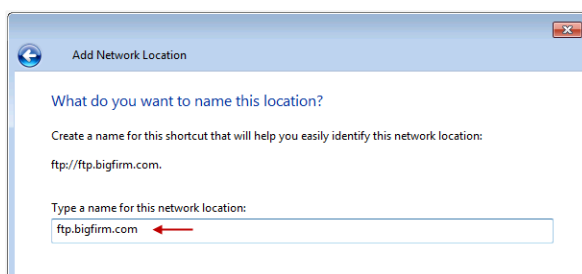 Add Network Location
What do you want to name this location?
Create a name for this shortcut that will help you easily identify this network location:
ftp://ftp.bigfirm.com.
Type a name for this network location:
ftp.bigfirm.com